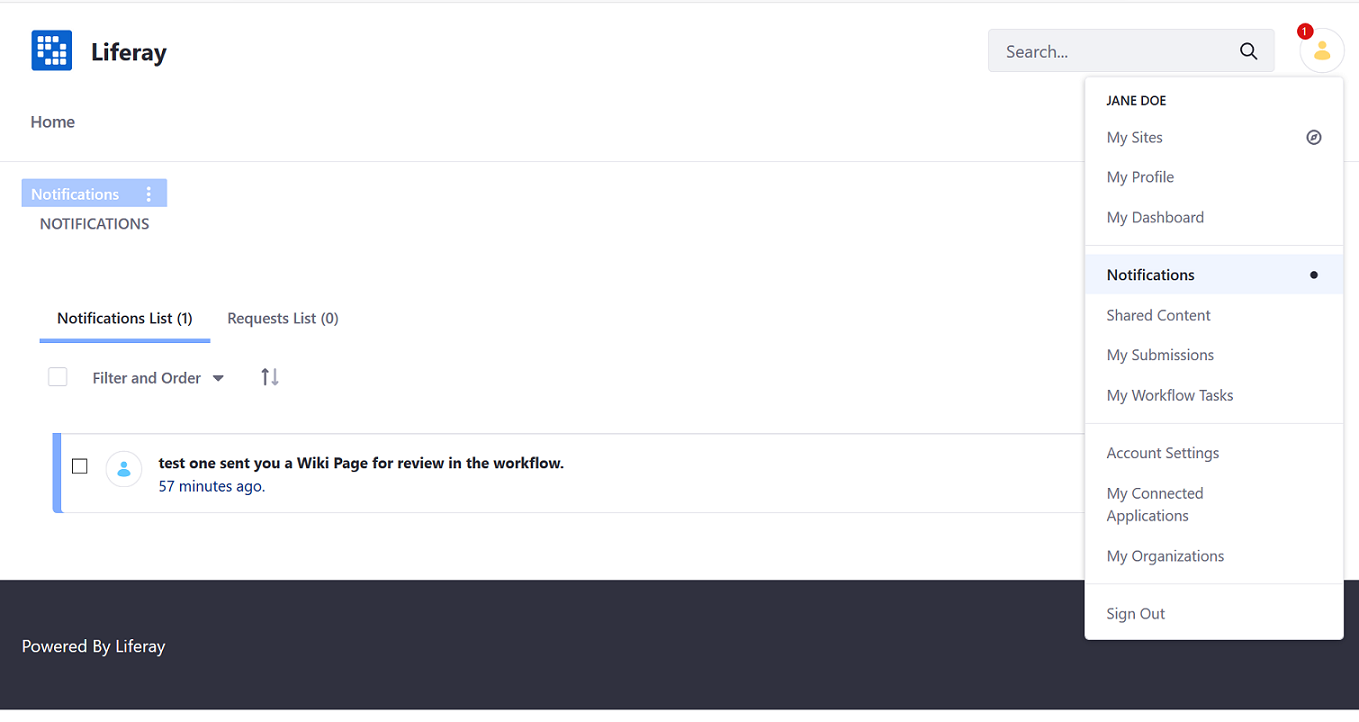 Liferay
Search...
1
Home
JANE DOE
My Sites
My Profile
My Dashboard
Notifications
Shared Content
My Submissions
My Workflow Tasks
Account Settings
My Connected
Applications
My Organizations
Sign Out
Notifications
NOTIFICATIONS
Notifications List (1)
Requests List (0)
Filter and Order
test one sent you a Wiki Page for review in the workflow.
57 minutes ago.
Powered By Liferay